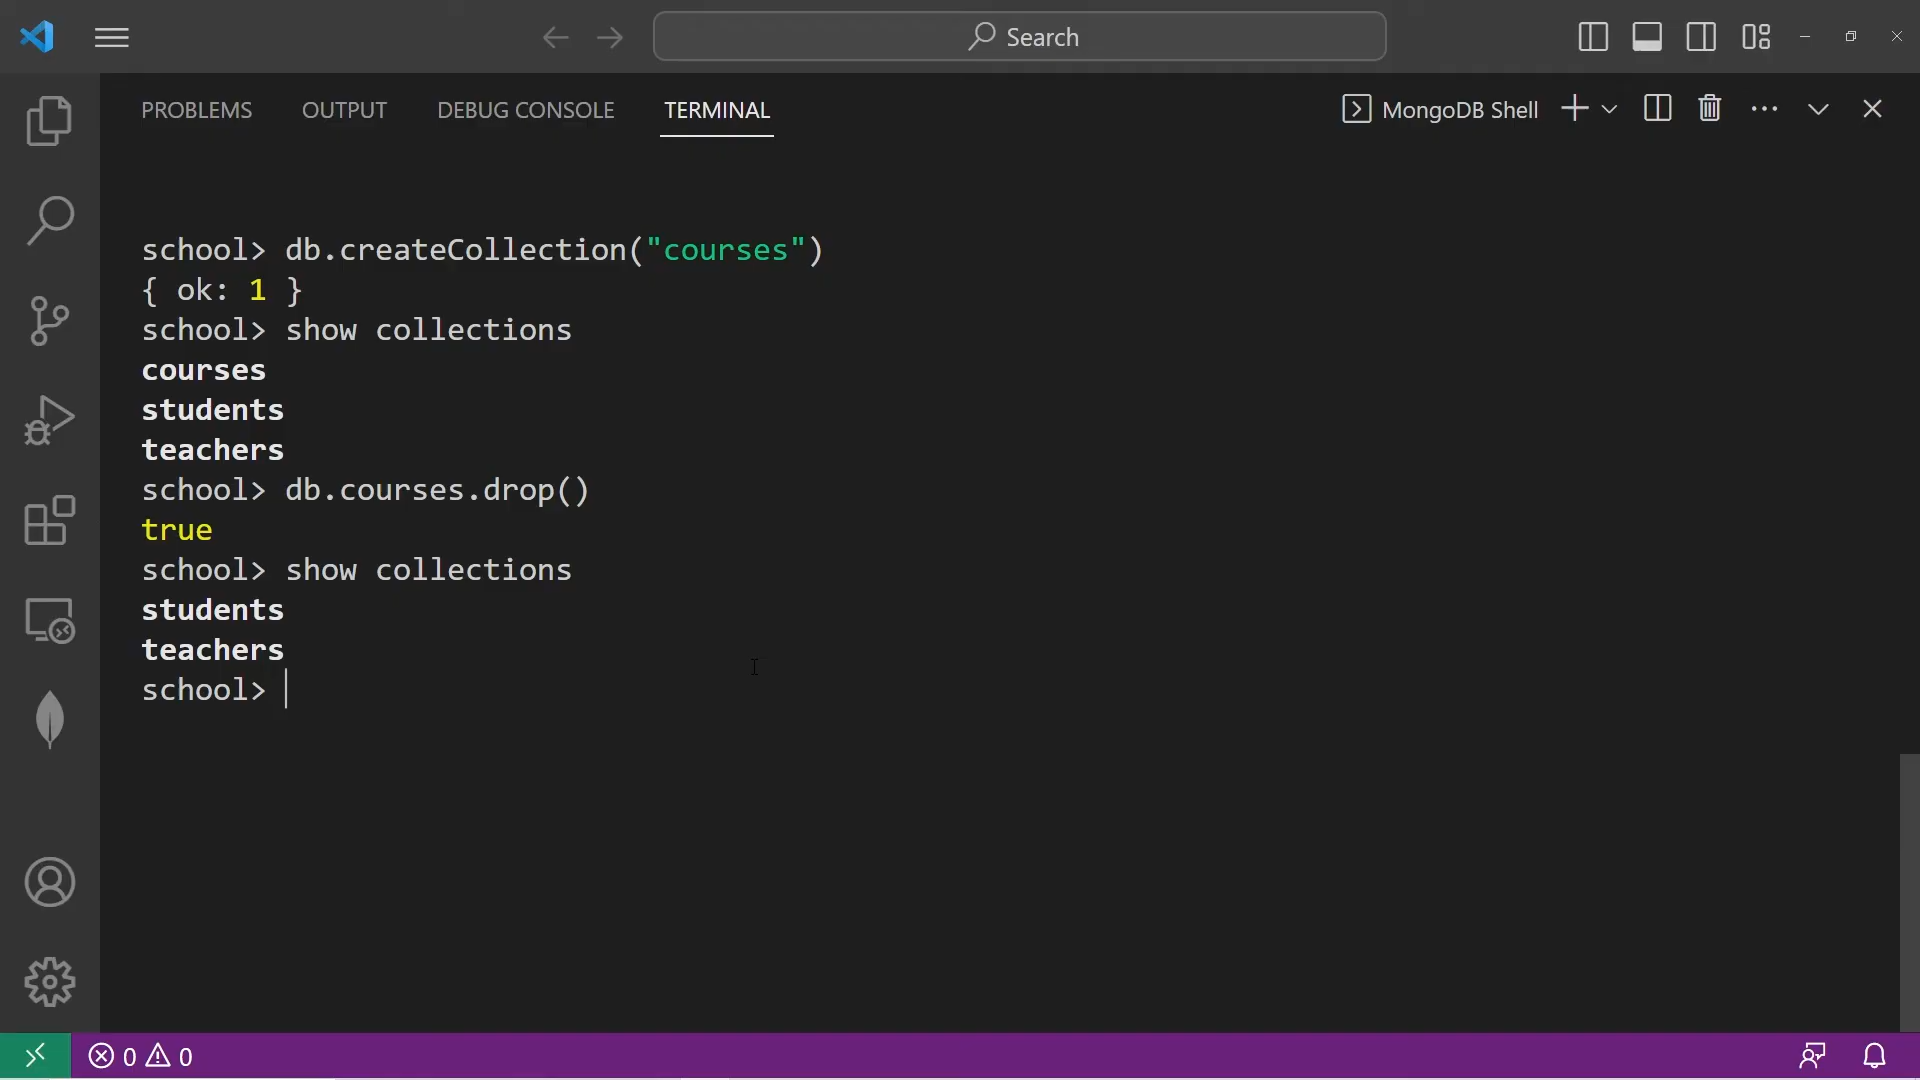 Search
PROBLEMS OUTPUT DEBUG CONSOLE TERMINAL MongoDB Shell
school> db.createCollection("courses")
{ ok: 1 }
school> show collections
courses
students
teachers
school> db.courses.drop()
true
school> show collections
students
teachers
school>
0 0